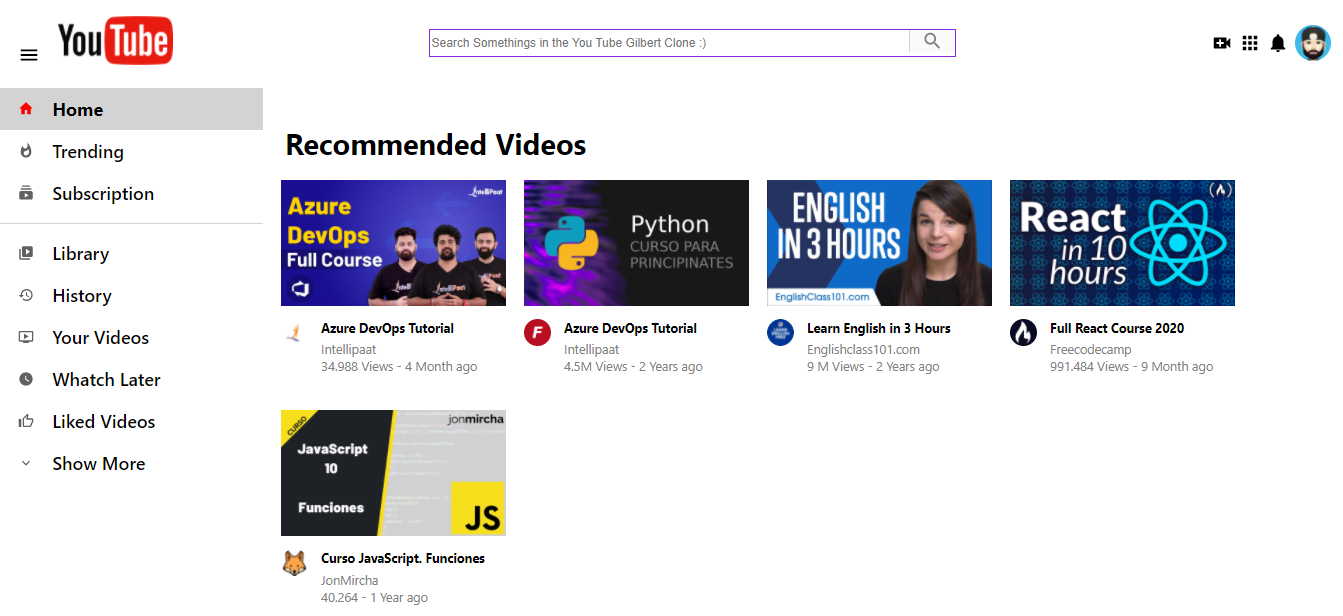 YouTube
Search Somethings in the You Tube Gilbert Clone :)
Home
Trending
Subscription
Library
History
Your Videos
Whatch Later
Liked Videos
Show More
Recommended Videos
IntelliPaat
Azure
DevOps
Full Course
IntelliPaat
Azure DevOps Tutorial
Intellipaat
34.988 Views - 4 Month ago
Python
CURSO PARA
PRINCIPINATES
F
Azure DevOps Tutorial
Intellipaat
4.5M Views - 2 Years ago
ENGLISH
IN 3 HOURS
EnglishClass101.com
Learn English in 3 Hours
Englishclass101.com
9 M Views - 2 Years ago
React
in 10
hours
Full React Course 2020
Freecodecamp
991.484 Views - 9 Month ago
CURSO
jonmircha
JavaScript
10
Funciones
JS
Curso JavaScript. Funciones
JonMircha
40.264 - 1 Year ago